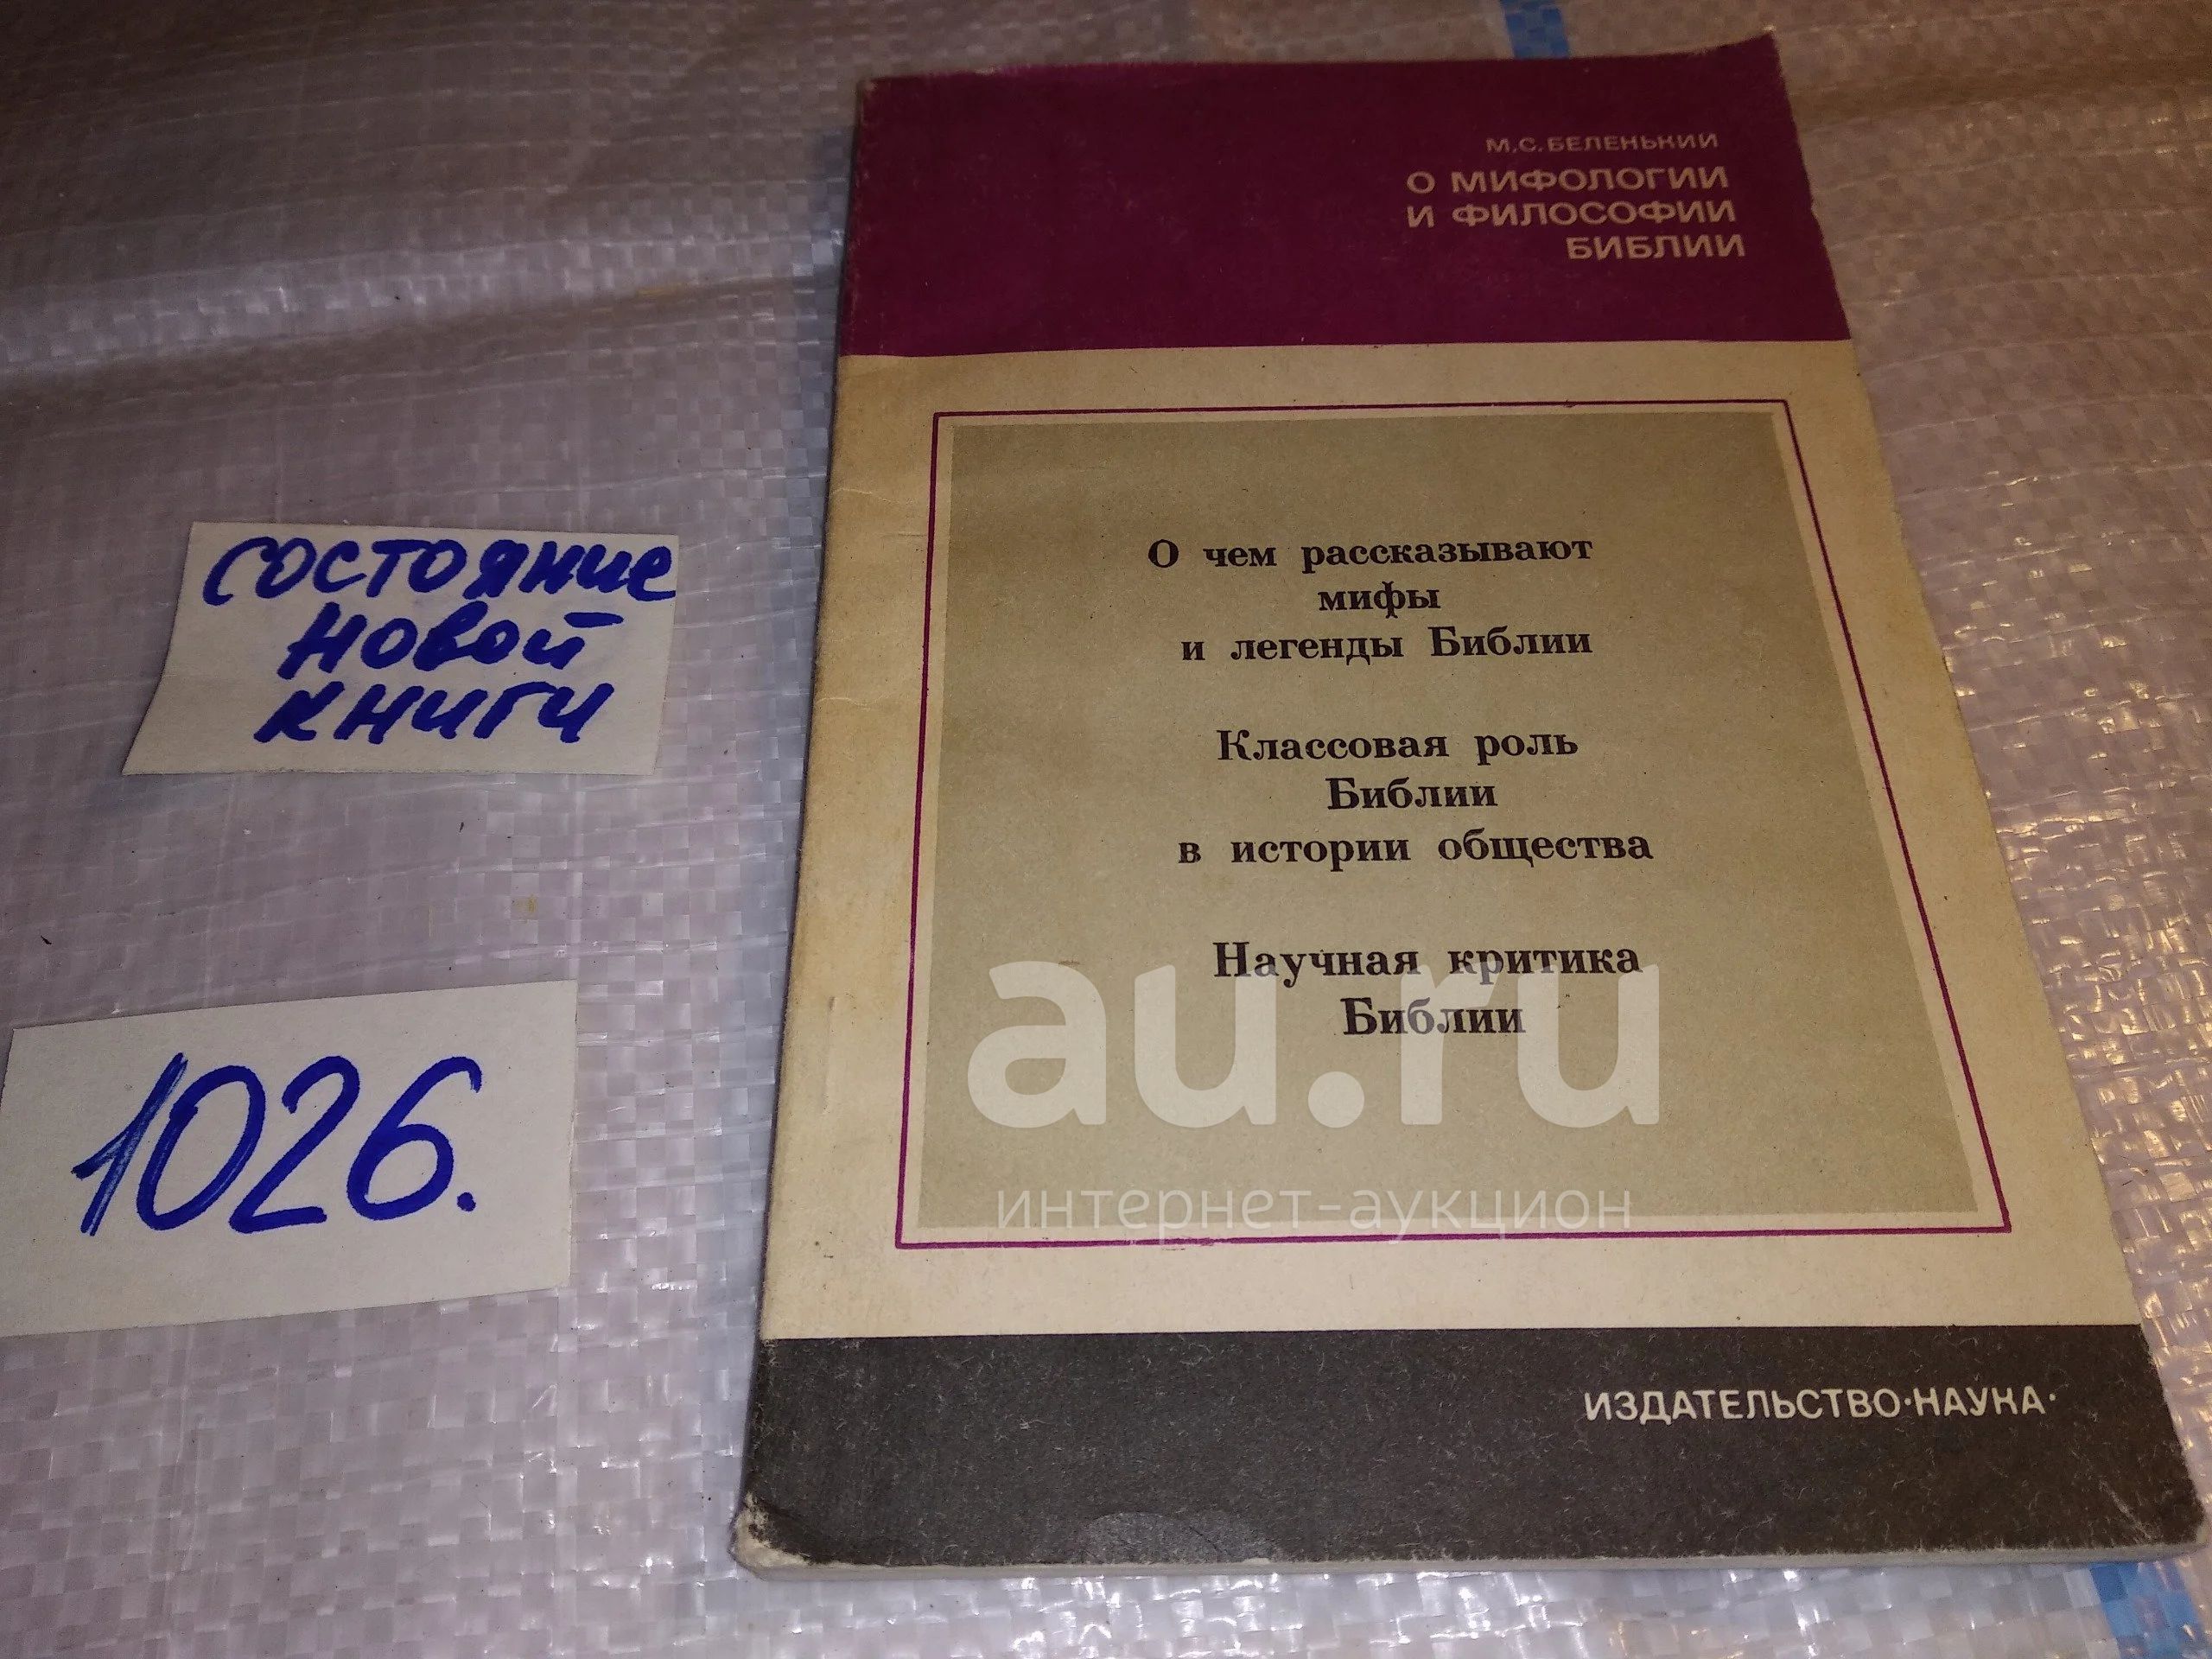 М.С.БЕЛЕНЬКИЙ
О МИФОЛОГИИ
И ФИЛОСОФИИ
БИБЛИИ
О чем рассказывают
мифы
и легенды Библии
Классовая роль
Библии
в истории общества
Научная критика
Библии
ИЗДАТЕЛЬСТВО·НАУКА·
состояние
новой
книги
1026.
au.ru
интернет-аукцион